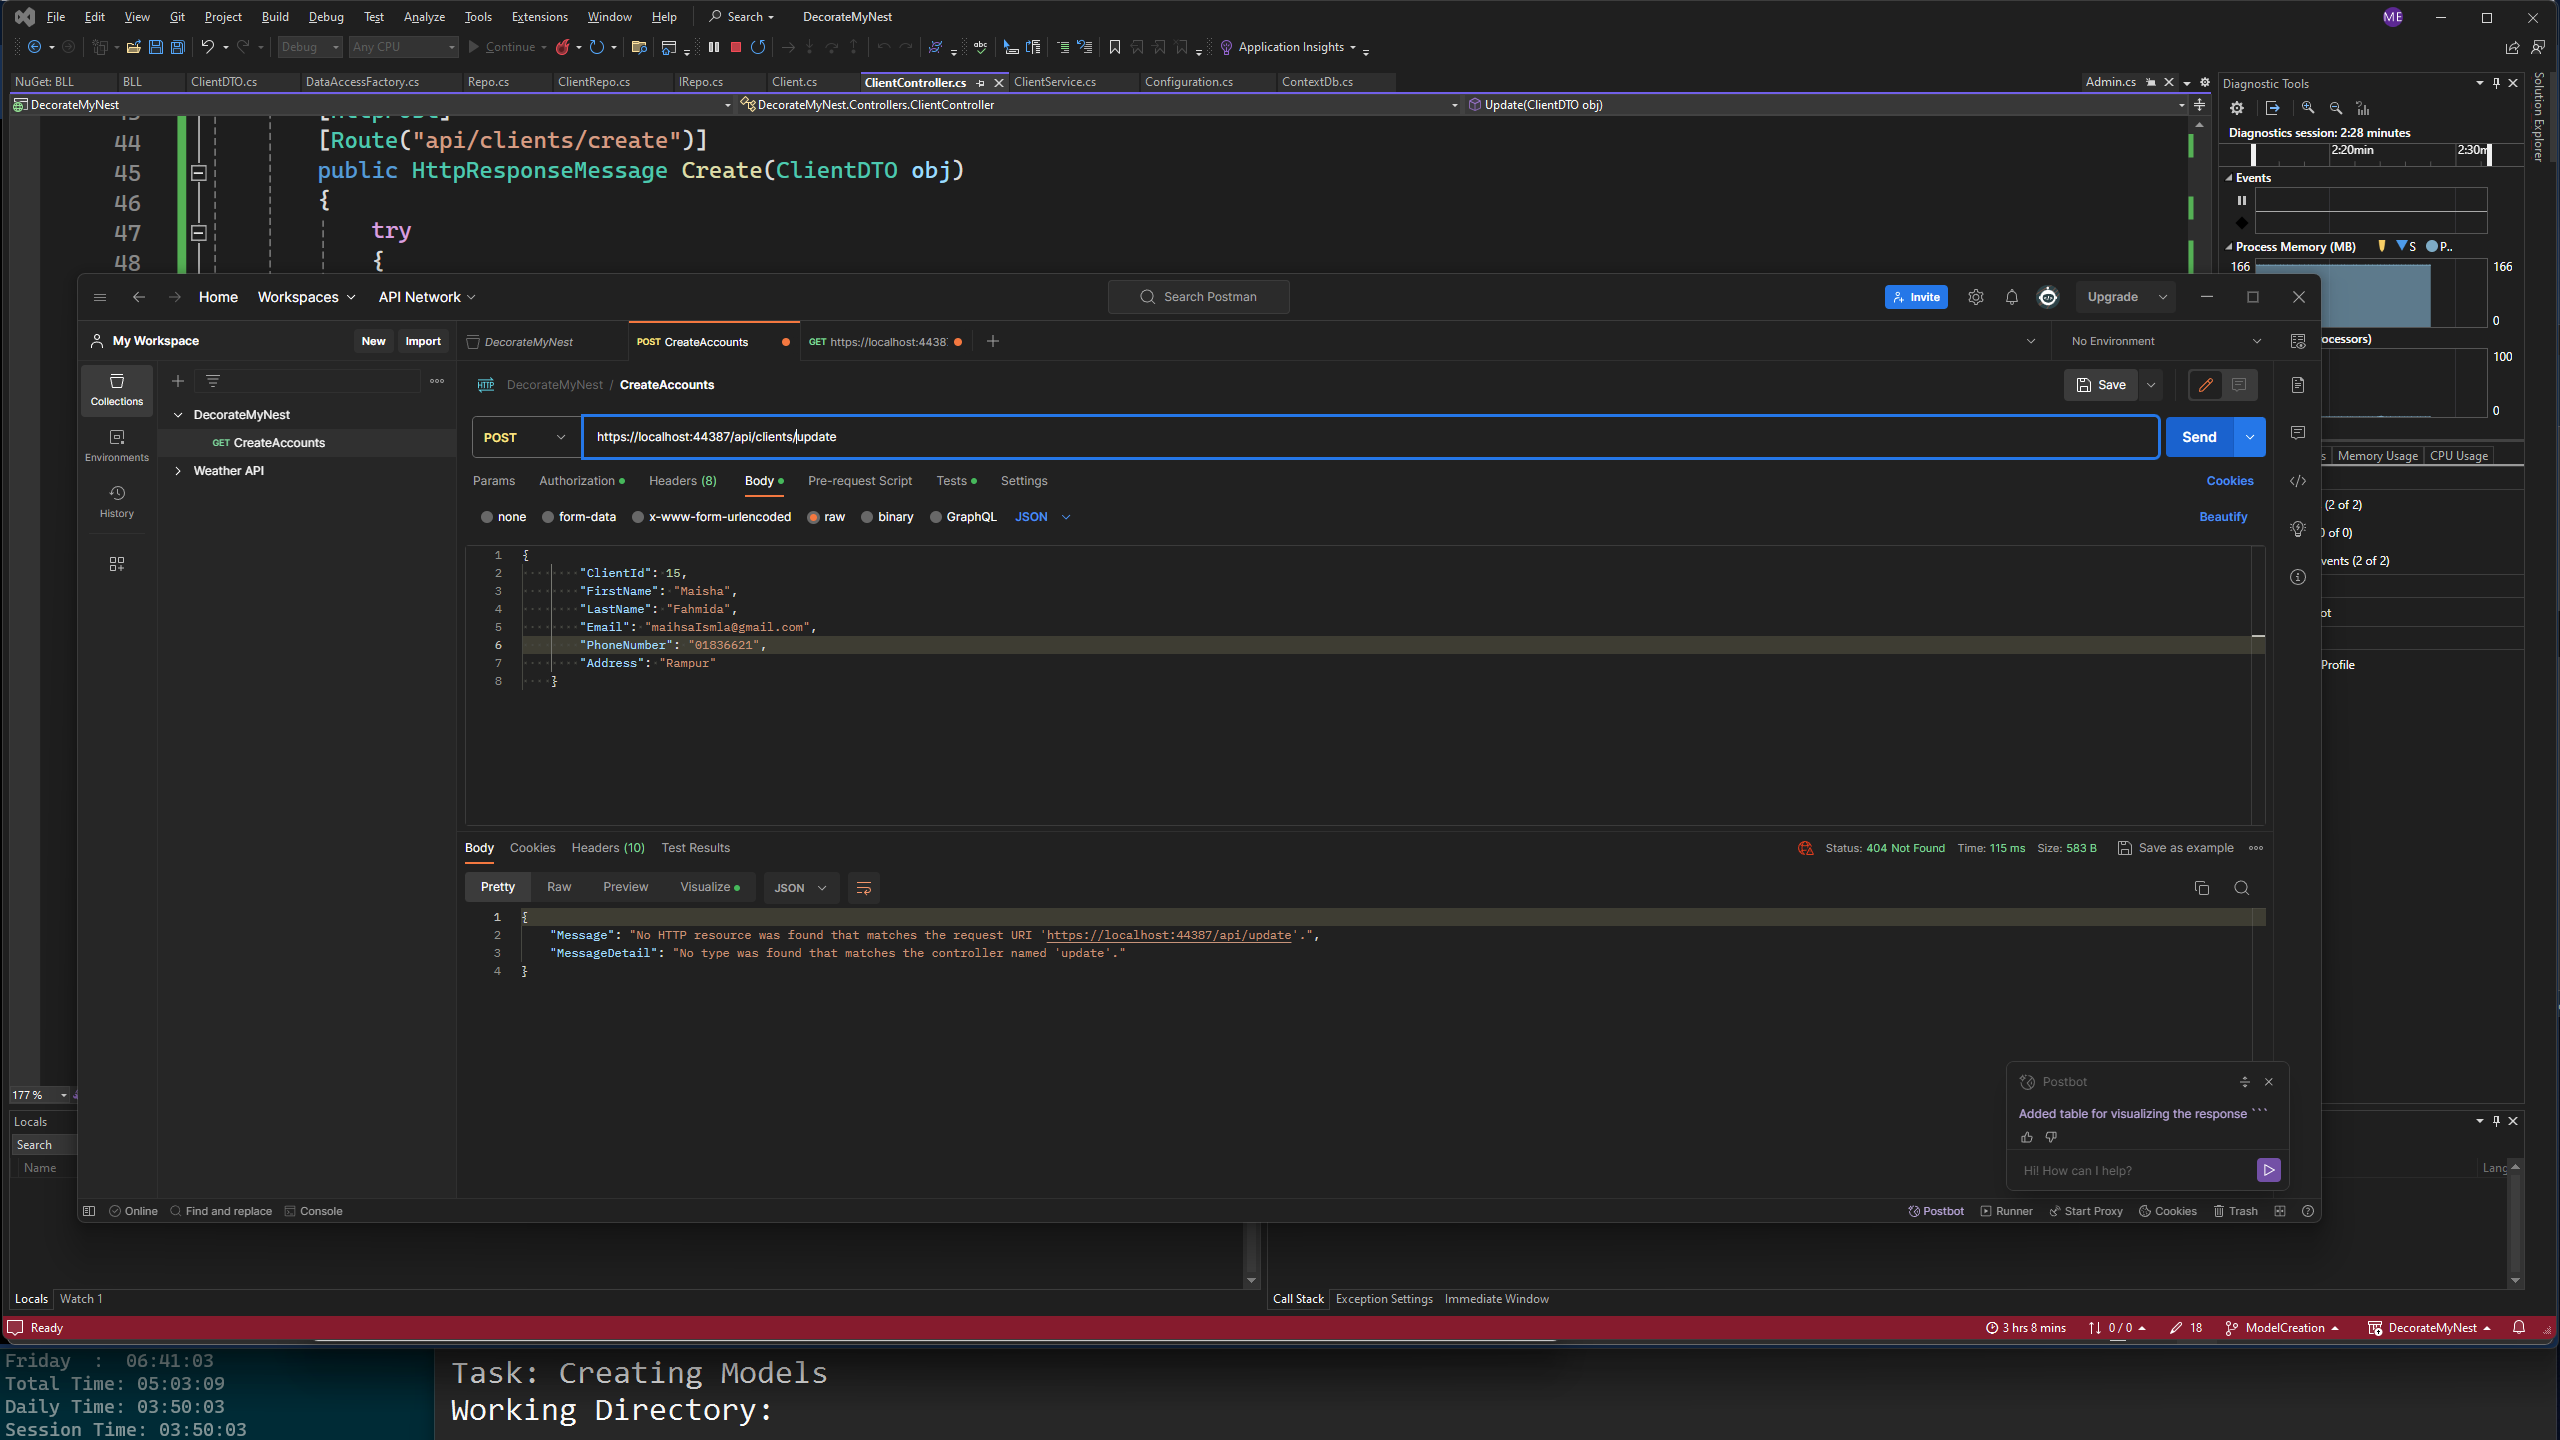 File Edit View Git Project Build Debug Test Analyze Tools Extensions Window Help Search DecorateMyNest ME
Debug Any CPU Continue Application Insights
NuGet: BLL BLL ClientDTO.cs DataAccessFactory.cs Repo.cs ClientRepo.cs IRepo.cs Client.cs ClientController.cs ClientService.cs Configuration.cs ContextDb.cs Admin.cs
DecorateMyNest DecorateMyNest.Controllers.ClientController Update(ClientDTO obj)
44 [Route("api/clients/create")]
45 public HttpResponseMessage Create(ClientDTO obj)
46 {
47 try
48 {
Diagnostic Tools
Diagnostics session: 2:28 minutes
2:20min 2:30m
Events
Process Memory (MB) S P..
166 166
0
ocessors)
100
0
Memory Usage CPU Usage
(2 of 2)
of 0)
vents (2 of 2)
ot
Profile
Solution Explorer
Home Workspaces API Network Search Postman Invite Upgrade
My Workspace New Import DecorateMyNest POST CreateAccounts GET https://localhost:4438 No Environment
Collections
Environments
History
DecorateMyNest
GET CreateAccounts
Weather API
HTTP DecorateMyNest / CreateAccounts Save
POST https://localhost:44387/api/clients/update Send
Params Authorization Headers (8) Body Pre-request Script Tests Settings Cookies
none form-data x-www-form-urlencoded raw binary GraphQL JSON Beautify
1 {
2 "ClientId": 15,
3 "FirstName": "Maisha",
4 "LastName": "Fahmida",
5 "Email": "maihsaIsmla@gmail.com",
6 "PhoneNumber": "01836621",
7 "Address": "Rampur"
8 }
Body Cookies Headers (10) Test Results Status: 404 Not Found Time: 115 ms Size: 583 B Save as example
Pretty Raw Preview Visualize JSON
1 {
2 "Message": "No HTTP resource was found that matches the request URI 'https://localhost:44387/api/update'.",
3 "MessageDetail": "No type was found that matches the controller named 'update'."
4 }
Postbot
Added table for visualizing the response ```
Hi! How can I help?
Online Find and replace Console Postbot Runner Start Proxy Cookies Trash
177 %
Locals
Search
Name Lang
Locals Watch 1 Call Stack Exception Settings Immediate Window
Ready 3 hrs 8 mins 0 / 0 18 ModelCreation DecorateMyNest
Friday : 06:41:03
Total Time: 05:03:09
Daily Time: 03:50:03
Session Time: 03:50:03
Task: Creating Models
Working Directory: